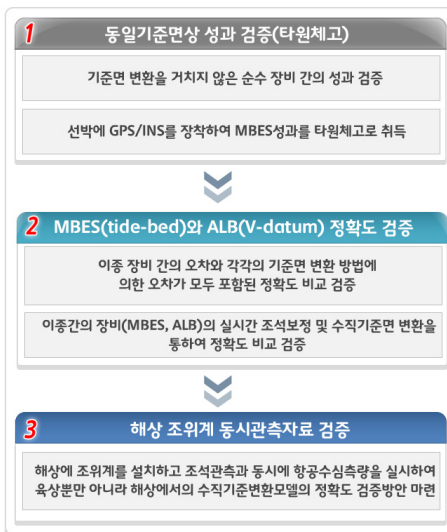 1 동일기준면상 성과 검증(타원체고)
기준면 변환을 거치지 않은 순수 장비 간의 성과 검증
선박에 GPS/INS를 장착하여 MBES성과를 타원체고로 취득
2 MBES(tide-bed)와 ALB(V-datum) 정확도 검증
이종 장비 간의 오차와 각각의 기준면 변환 방법에
의한 오차가 모두 포함된 정확도 비교 검증
이종간의 장비(MBES, ALB)의 실시간 조석보정 및 수직기준면 변환을
통하여 정확도 비교 검증
3 해상 조위계 동시관측자료 검증
해상에 조위계를 설치하고 조석관측과 동시에 항공수심측량을 실시하여
육상뿐만 아니라 해상에서의 수직기준변환모델의 정확도 검증방안 마련